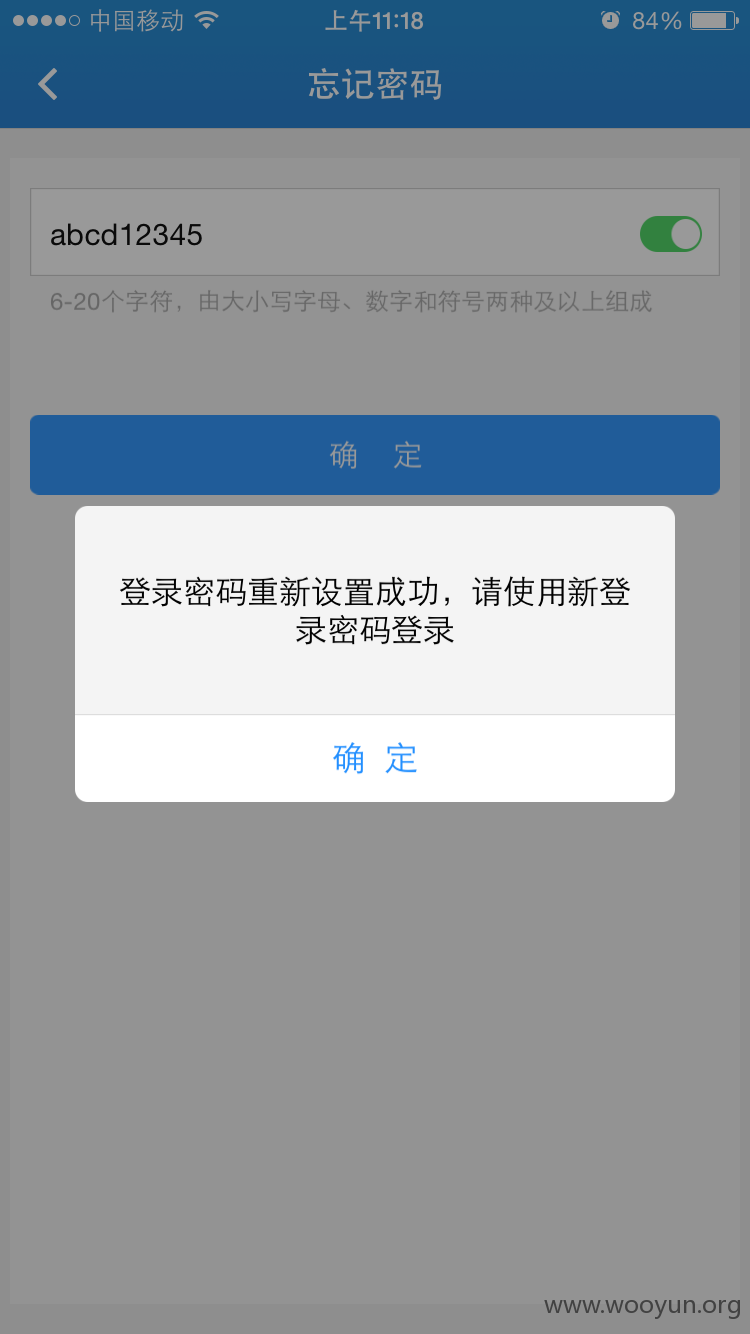 中国移动 上午11:18 84%
忘记密码
abcd12345
6-20个字符，由大小写字母、数字和符号两种及以上组成
确 定
登录密码重新设置成功，请使用新登
录密码登录
确 定
www.wooyun.org